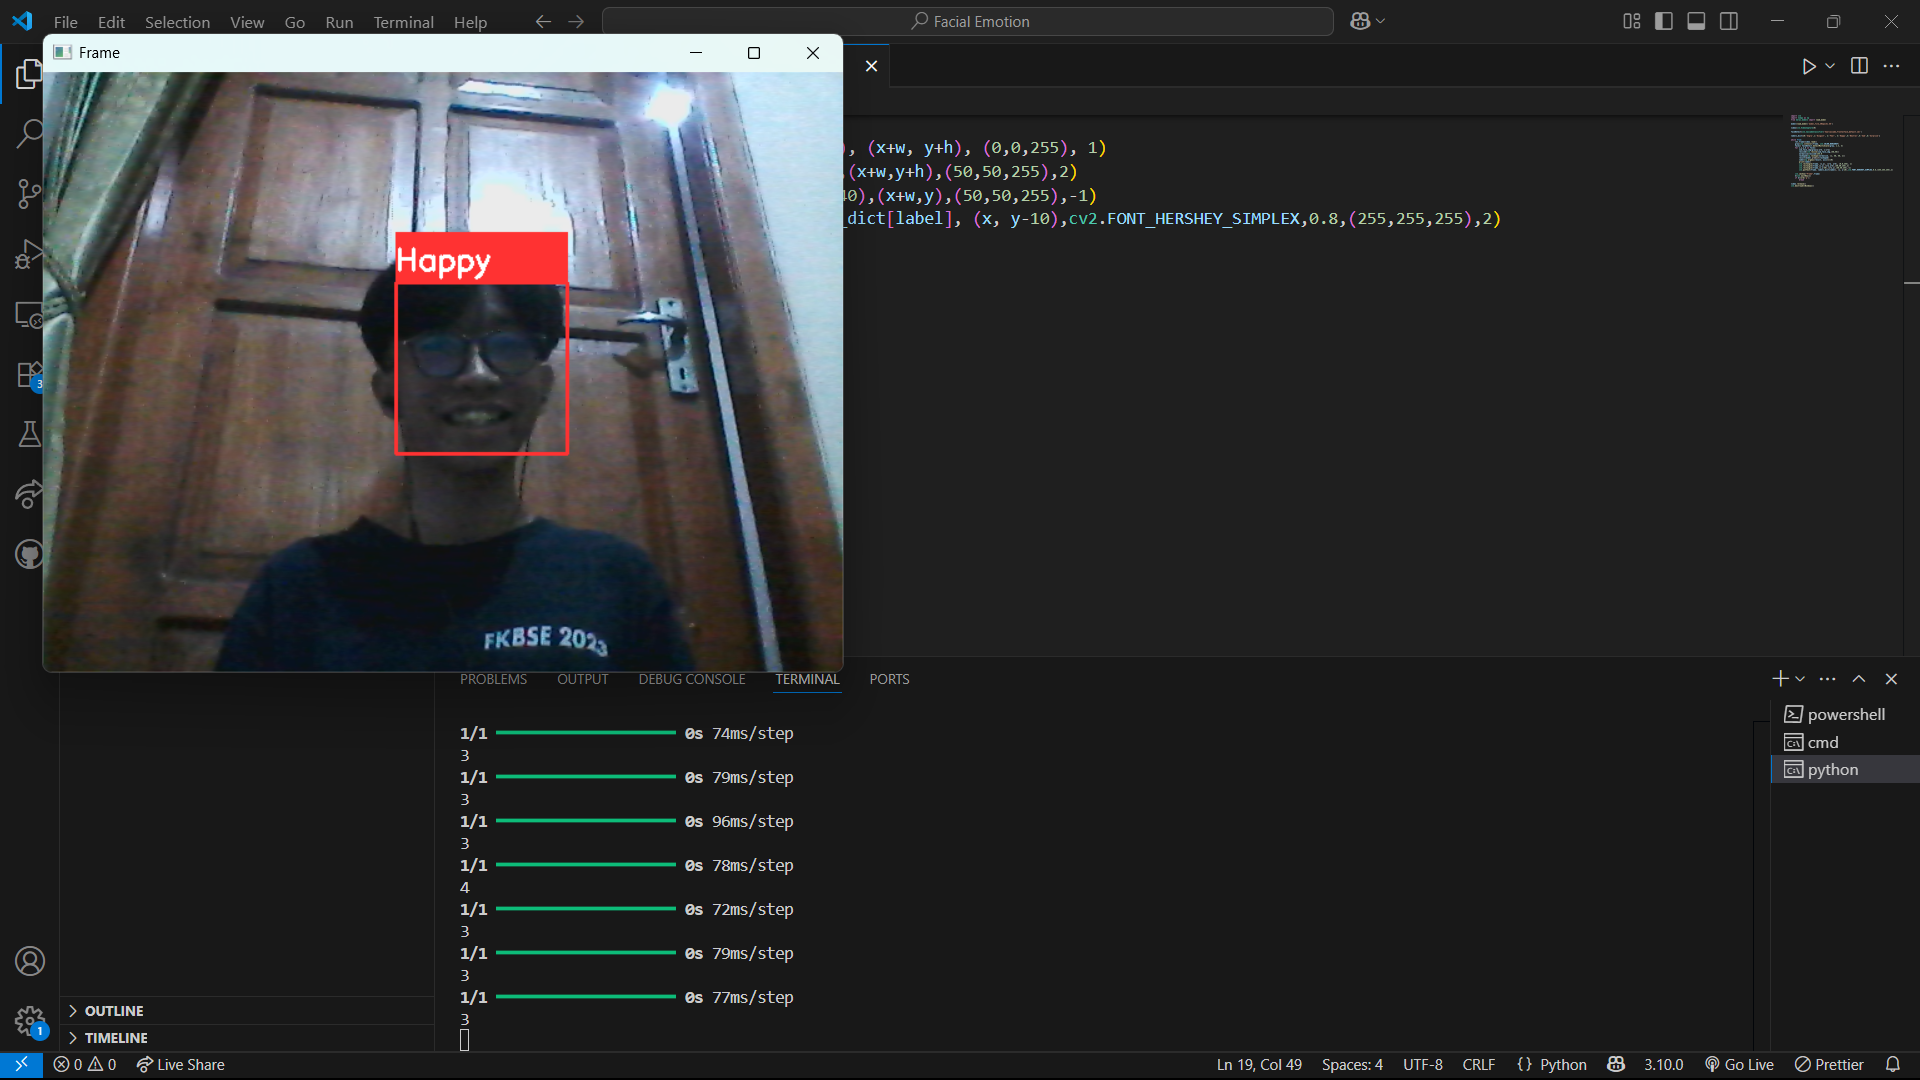 File Edit Selection View Go Run Terminal Help
Facial Emotion
Frame
Happy
FKBSE 2023
, (x+w, y+h), (0,0,255), 1)
(x+w,y+h),(50,50,255),2)
40),(x+w,y),(50,50,255),-1)
_dict[label], (x, y-10),cv2.FONT_HERSHEY_SIMPLEX,0.8,(255,255,255),2)
PROBLEMS OUTPUT DEBUG CONSOLE TERMINAL PORTS
1/1 0s 74ms/step
3
1/1 0s 79ms/step
3
1/1 0s 96ms/step
3
1/1 0s 78ms/step
4
1/1 0s 72ms/step
3
1/1 0s 79ms/step
3
1/1 0s 77ms/step
3
powershell
cmd
python
3
1
OUTLINE
TIMELINE
0 0 Live Share
Ln 19, Col 49 Spaces: 4 UTF-8 CRLF {} Python 3.10.0 Go Live Prettier